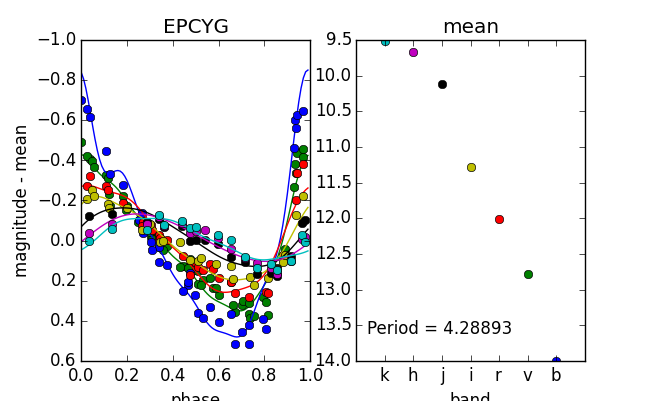 EPCYG
mean
−1.0
−0.8
−0.6
−0.4
−0.2
0.0
0.2
0.4
0.6
magnitude - mean
0.0 0.2 0.4 0.6 0.8 1.0
phase
9.5
10.0
10.5
11.0
11.5
12.0
12.5
13.0
13.5
14.0
Period = 4.28893
k h j i r v b
band